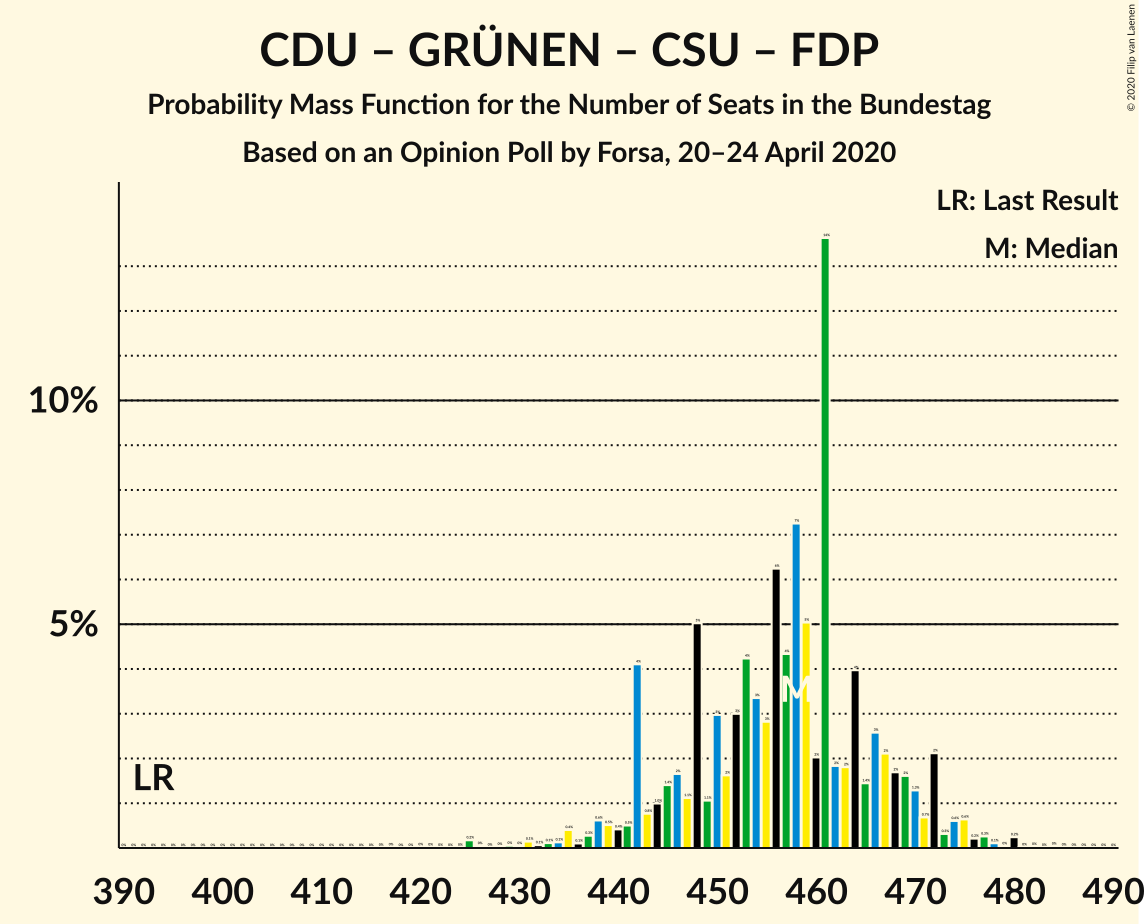 CDU – GRÜNEN – CSU – FDP
Probability Mass Function for the Number of Seats in the Bundestag
Based on an Opinion Poll by Forsa, 20–24 April 2020
© 2020 Filip van Laenen
LR: Last Result
M: Median
10%
5%
LR
M
390 400 410 420 430 440 450 460 470 480 490